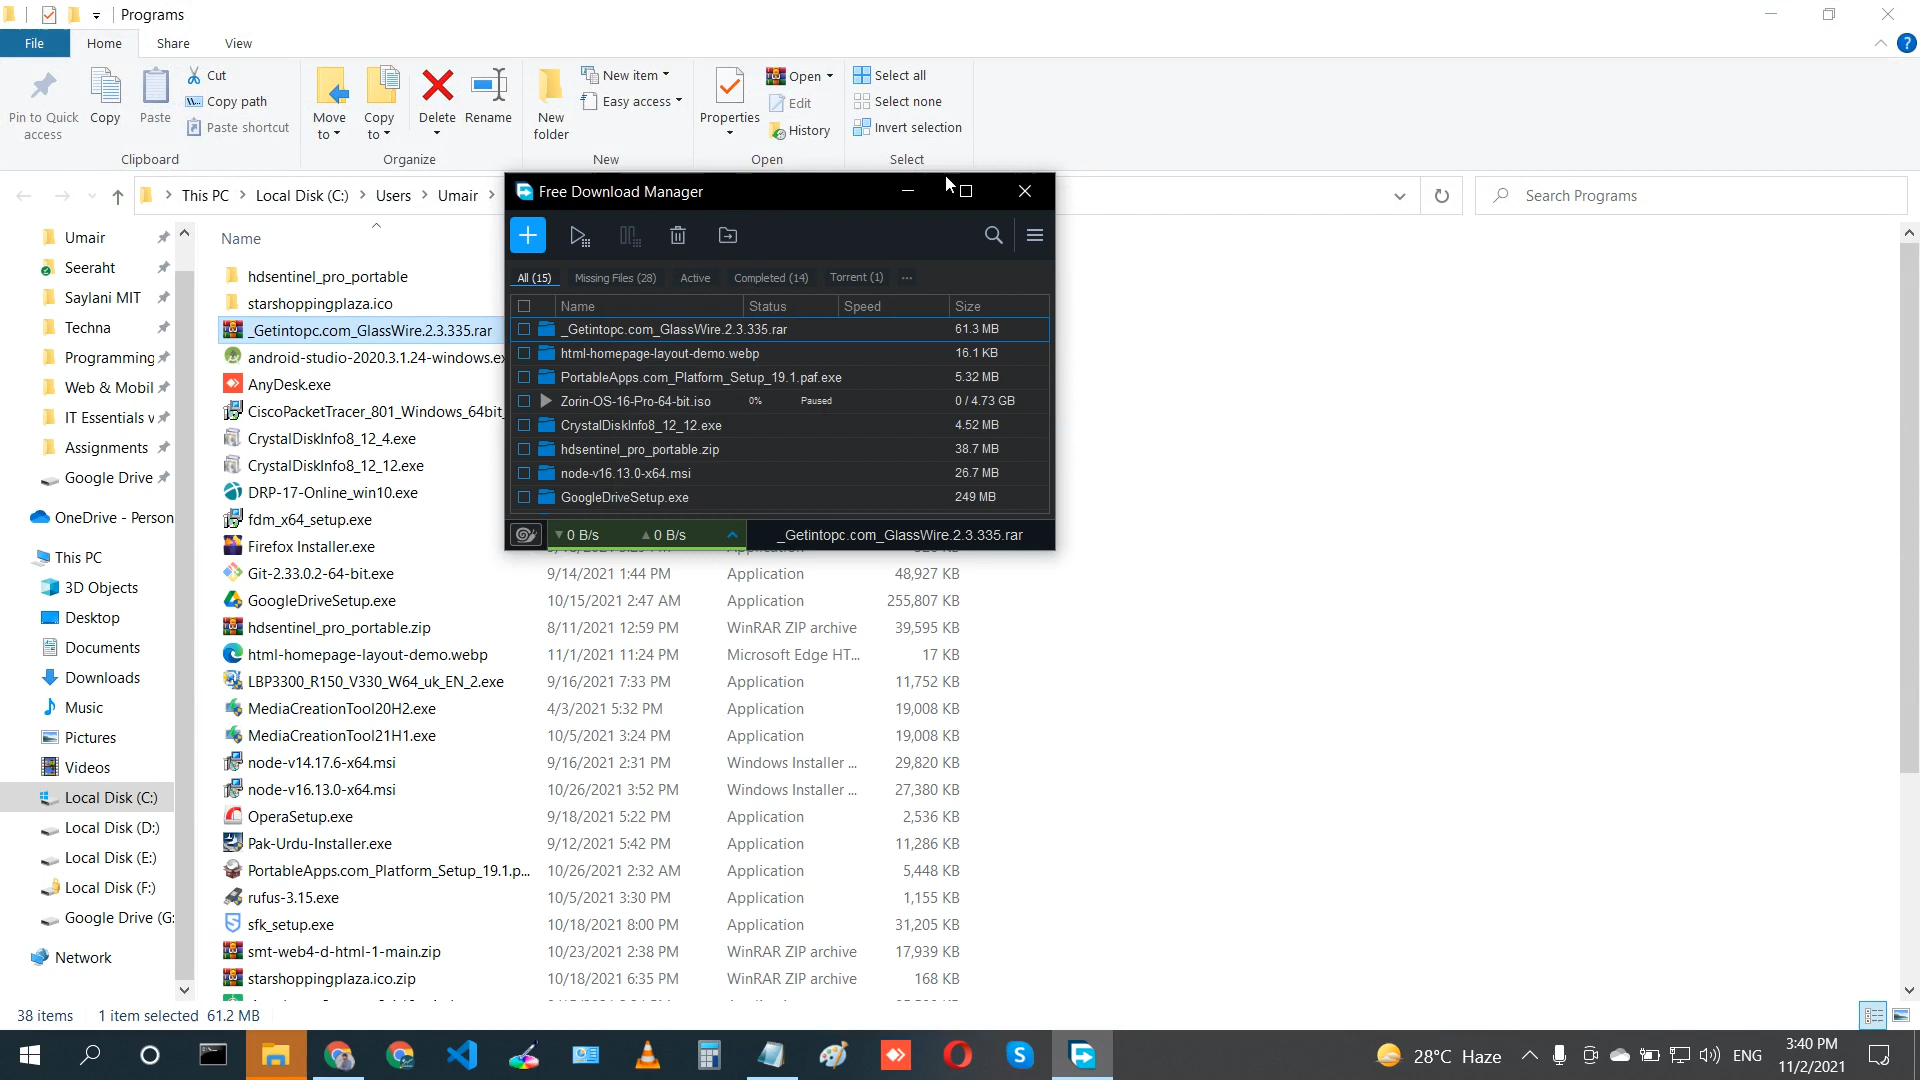 Programs
File Home Share View
Pin to Quick access
Copy
Paste
Cut
Copy path
Paste shortcut
Clipboard
Move to
Copy to
Delete
Rename
Organize
New folder
New item
Easy access
New
Properties
Open
Edit
History
Open
Select all
Select none
Invert selection
Select
This PC > Local Disk (C:) > Users > Umair >
Search Programs
Umair
Seeraht
Saylani MIT
Techna
Programming
Web & Mobil
IT Essentials v
Assignments
Google Drive
OneDrive - Person
This PC
3D Objects
Desktop
Documents
Downloads
Music
Pictures
Videos
Local Disk (C:)
Local Disk (D:)
Local Disk (E:)
Local Disk (F:)
Google Drive (G:
Network
Name
hdsentinel_pro_portable
starshoppingplaza.ico
_Getintopc.com_GlassWire.2.3.335.rar
android-studio-2020.3.1.24-windows.ex
AnyDesk.exe
CiscoPacketTracer_801_Windows_64bit
CrystalDiskInfo8_12_4.exe
CrystalDiskInfo8_12_12.exe
DRP-17-Online_win10.exe
fdm_x64_setup.exe
Firefox Installer.exe
Git-2.33.0.2-64-bit.exe 9/14/2021 1:44 PM Application 48,927 KB
GoogleDriveSetup.exe 10/15/2021 2:47 AM Application 255,807 KB
hdsentinel_pro_portable.zip 8/11/2021 12:59 PM WinRAR ZIP archive 39,595 KB
html-homepage-layout-demo.webp 11/1/2021 11:24 PM Microsoft Edge HT... 17 KB
LBP3300_R150_V330_W64_uk_EN_2.exe 9/16/2021 7:33 PM Application 11,752 KB
MediaCreationTool20H2.exe 4/3/2021 5:32 PM Application 19,008 KB
MediaCreationTool21H1.exe 10/5/2021 3:24 PM Application 19,008 KB
node-v14.17.6-x64.msi 9/16/2021 2:31 PM Windows Installer ... 29,820 KB
node-v16.13.0-x64.msi 10/26/2021 3:52 PM Windows Installer ... 27,380 KB
OperaSetup.exe 9/18/2021 5:22 PM Application 2,536 KB
Pak-Urdu-Installer.exe 9/12/2021 5:42 PM Application 11,286 KB
PortableApps.com_Platform_Setup_19.1.p... 10/26/2021 2:32 AM Application 5,448 KB
rufus-3.15.exe 10/5/2021 3:30 PM Application 1,155 KB
sfk_setup.exe 10/18/2021 8:00 PM Application 31,205 KB
smt-web4-d-html-1-main.zip 10/23/2021 2:38 PM WinRAR ZIP archive 17,939 KB
starshoppingplaza.ico.zip 10/18/2021 6:35 PM WinRAR ZIP archive 168 KB
Free Download Manager
All (15) Missing Files (28) Active Completed (14) Torrent (1) ...
Name Status Speed Size
_Getintopc.com_GlassWire.2.3.335.rar 61.3 MB
html-homepage-layout-demo.webp 16.1 KB
PortableApps.com_Platform_Setup_19.1.paf.exe 5.32 MB
Zorin-OS-16-Pro-64-bit.iso 0% Paused 0 / 4.73 GB
CrystalDiskInfo8_12_12.exe 4.52 MB
hdsentinel_pro_portable.zip 38.7 MB
node-v16.13.0-x64.msi 26.7 MB
GoogleDriveSetup.exe 249 MB
0 B/s 0 B/s _Getintopc.com_GlassWire.2.3.335.rar
38 items 1 item selected 61.2 MB
28°C Haze ENG
3:40 PM
11/2/2021